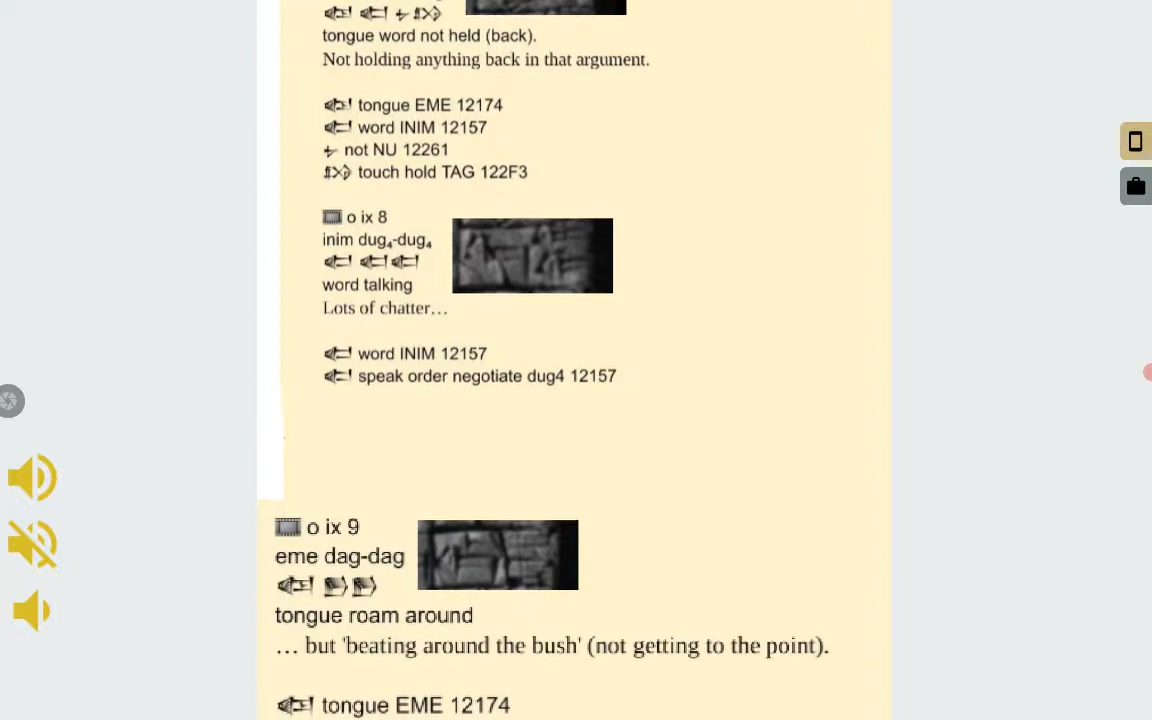 𒅴 𒅗 𒉡 𒋳
tongue word not held (back).
Not holding anything back in that argument.
𒅴 tongue EME 12174
𒅗 word INIM 12157
𒉡 not NU 12261
𒋳 touch hold TAG 122F3
o ix 8
inim dug₄-dug₄
𒅗 𒅗𒅗
word talking
Lots of chatter…
𒅗 word INIM 12157
𒅗 speak order negotiate dug4 12157
o ix 9
eme dag-dag
𒅴 𒁖𒁖
tongue roam around
… but 'beating around the bush' (not getting to the point).
𒅴 tongue EME 12174